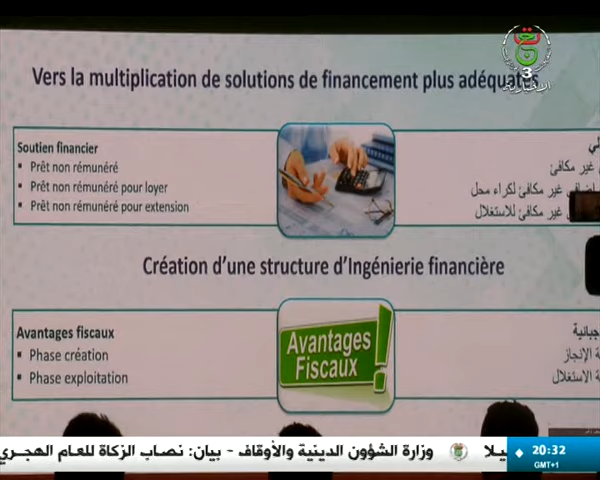 3
الإخبارية
Vers la multiplication de solutions de financement plus adéquates
Soutien financier
▪ Prêt non rémunéré
▪ Prêt non rémunéré pour loyer
▪ Prêt non rémunéré pour extension
غير مكافئ
غير مكافئ لكراء محل
غير مكافئ للاستغلال
Création d'une structure d'Ingénierie financière
Avantages fiscaux
▪ Phase création
▪ Phase exploitation
Avantages
Fiscaux
!
الإنجاز
الاستغلال
وزارة الشؤون الدينية والأوقاف - بيان: نصاب الزكاة للعام الهجري
20:32
GMT+1